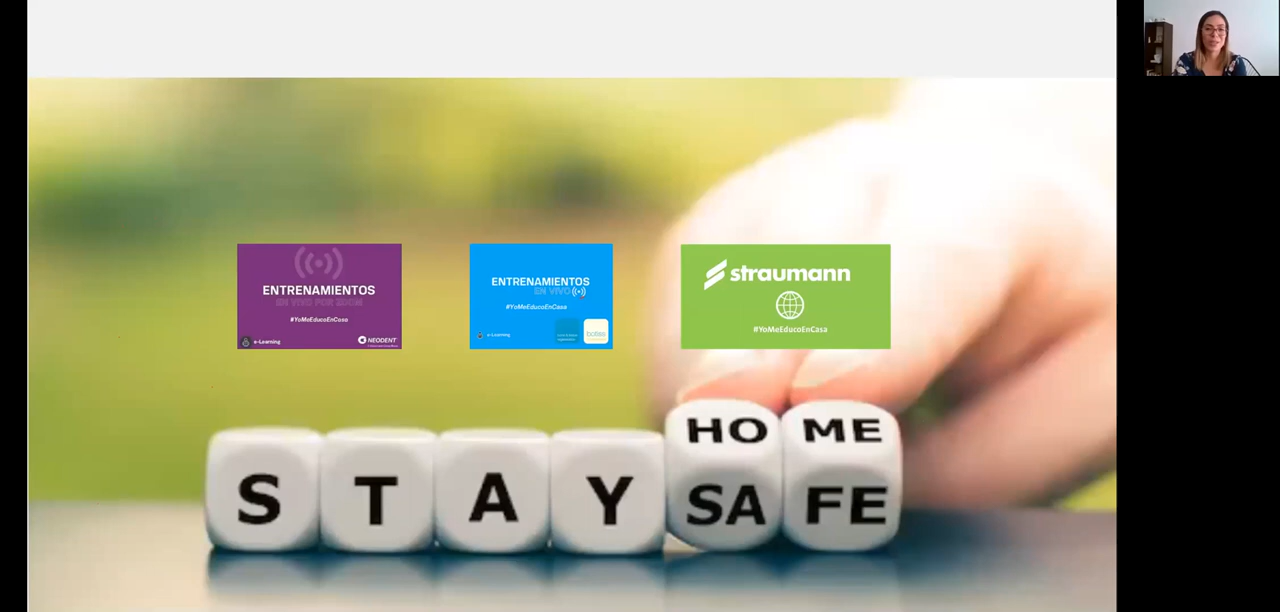 ENTRENAMIENTOS
EN VIVO POR ZOOM
#YoMeEducoEnCasa
e-Learning
NEODENT
ENTRENAMIENTOS
EN VIVO
#YoMeEducoEnCasa
e-Learning
botiss
straumann
#YoMeEducoEnCasa
HO ME
S T A Y SA FE